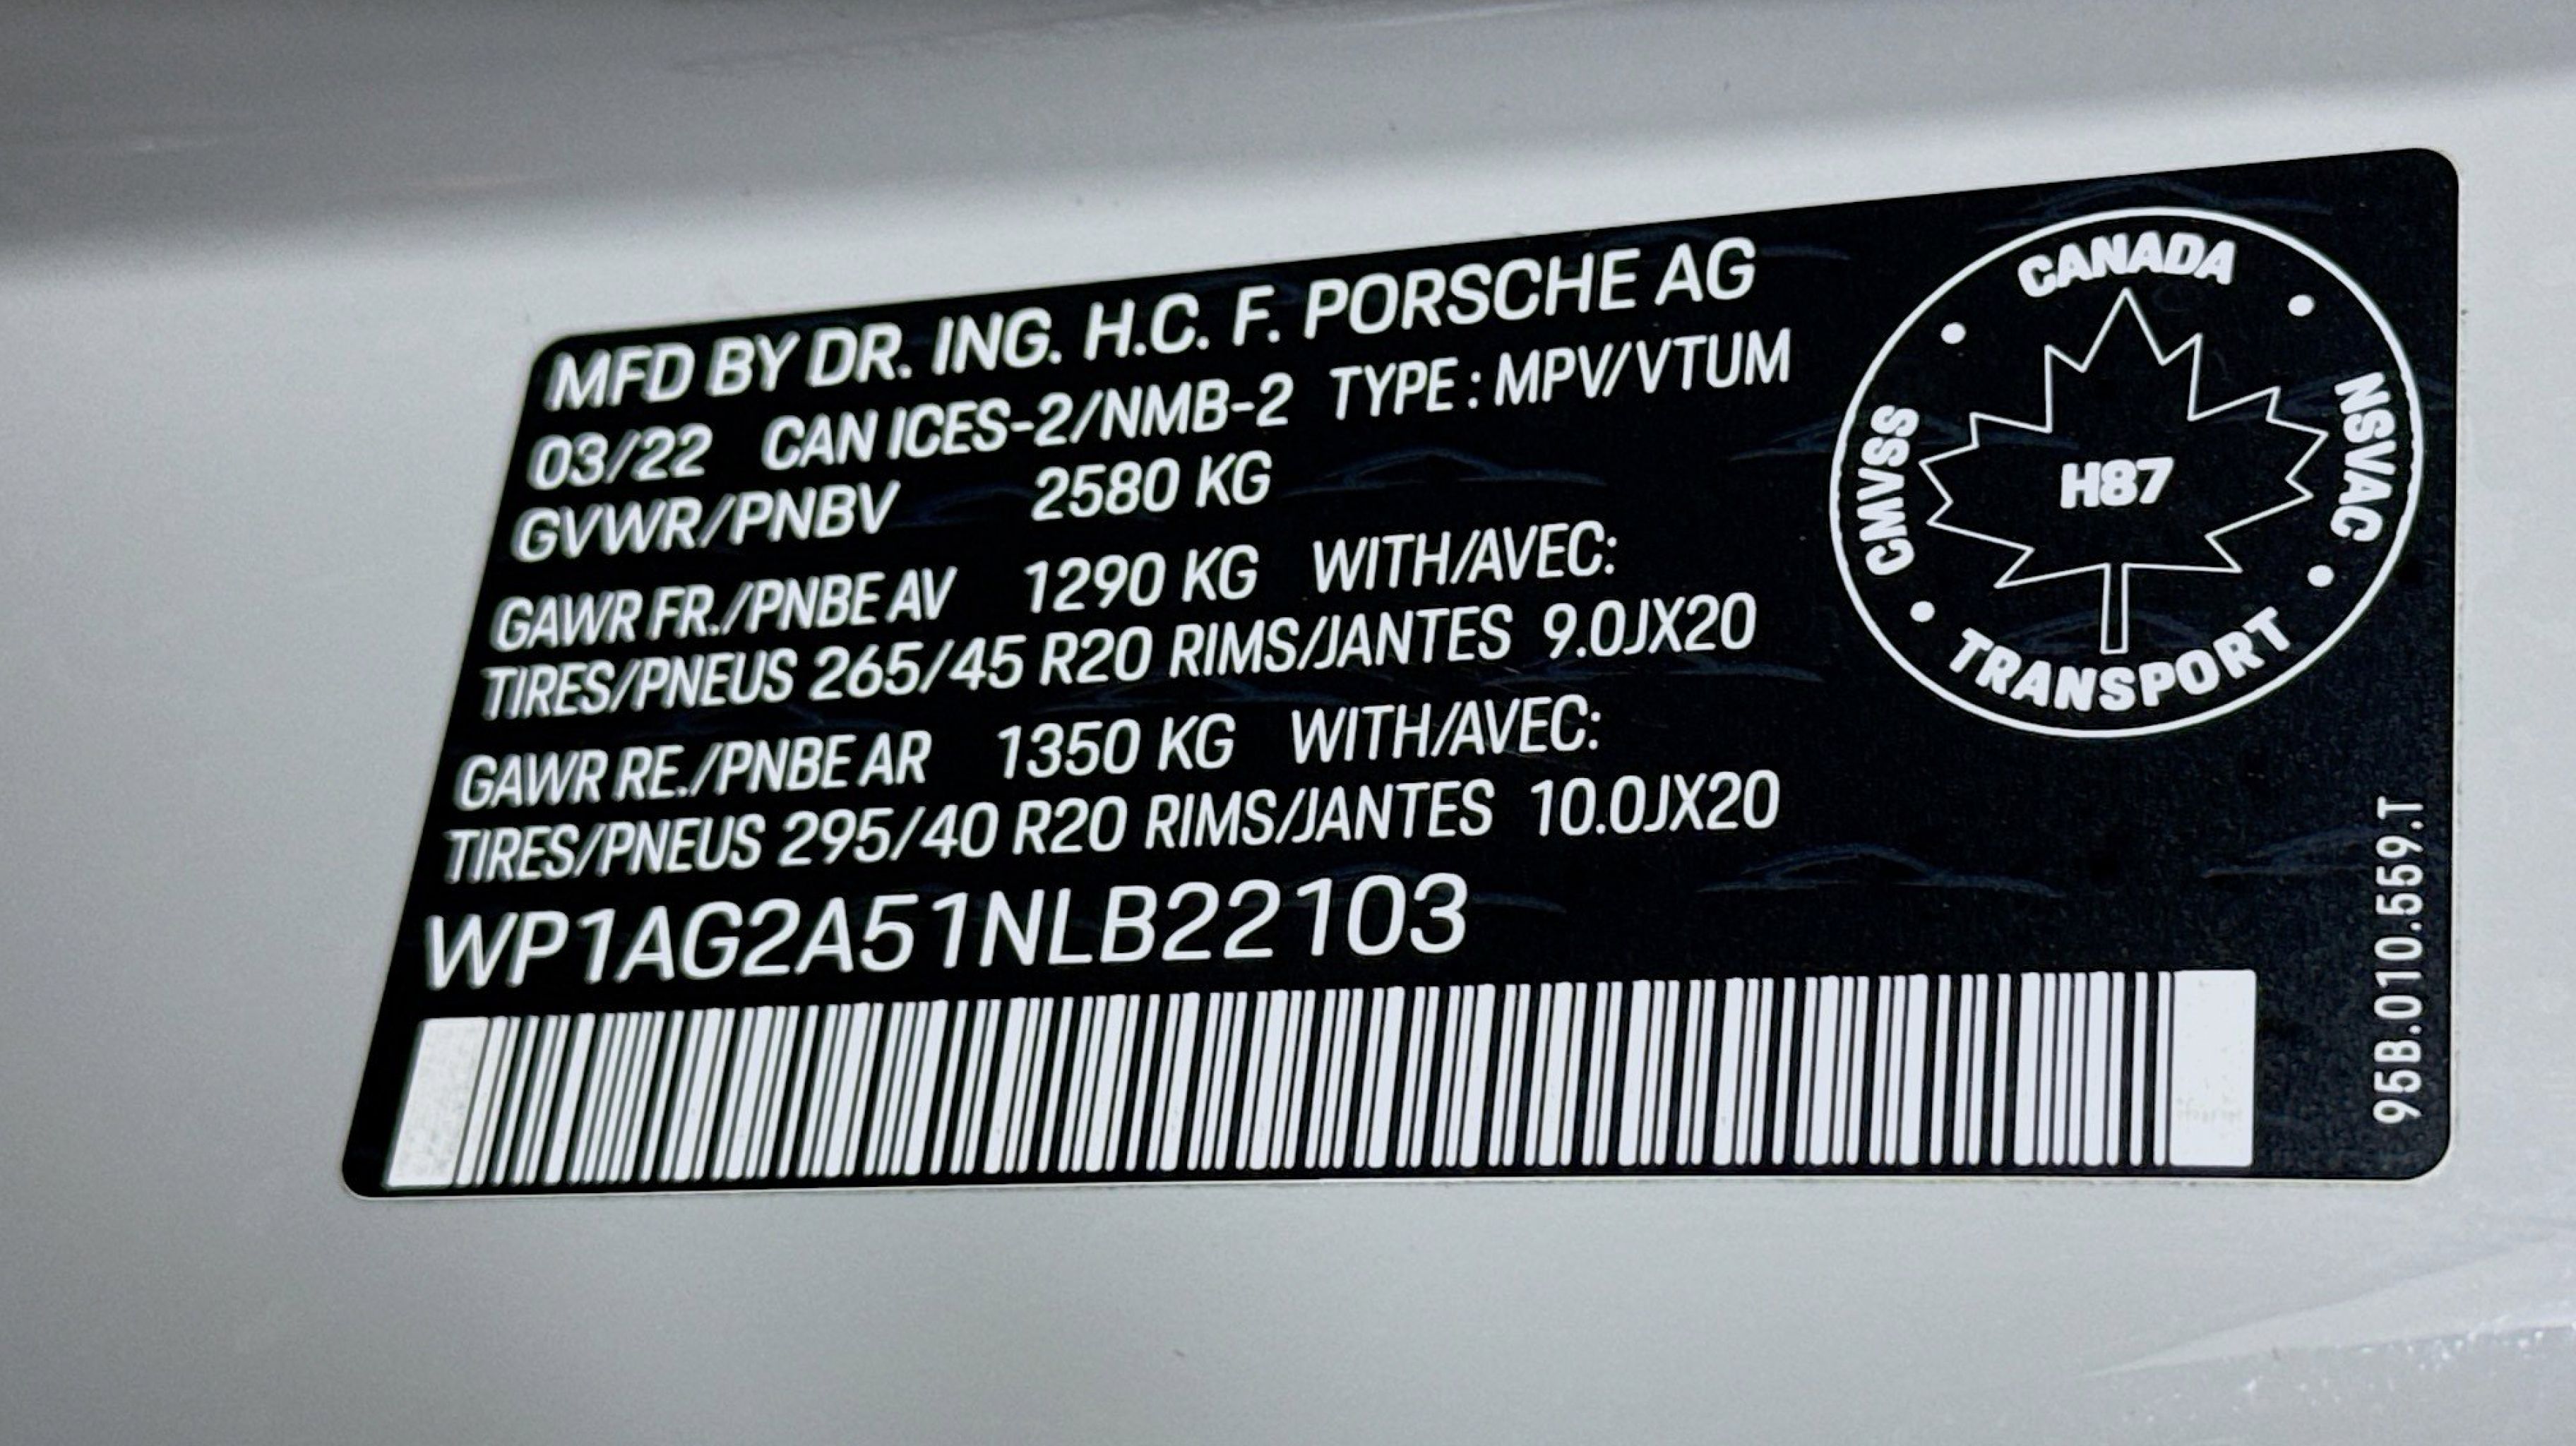 MFD BY DR. ING. H.C. F. PORSCHE AG
03/22 CAN ICES-2/NMB-2 TYPE : MPV/VTUM
GVWR/PNBV 2580 KG
GAWR FR./PNBE AV 1290 KG WITH/AVEC:
TIRES/PNEUS 265/45 R20 RIMS/JANTES 9.0JX20
GAWR RE./PNBE AR 1350 KG WITH/AVEC:
TIRES/PNEUS 295/40 R20 RIMS/JANTES 10.0JX20
WP1AG2A51NLB22103
CANADA
NSVAC
TRANSPORT
CMVSS
H87
95B.010.559.T